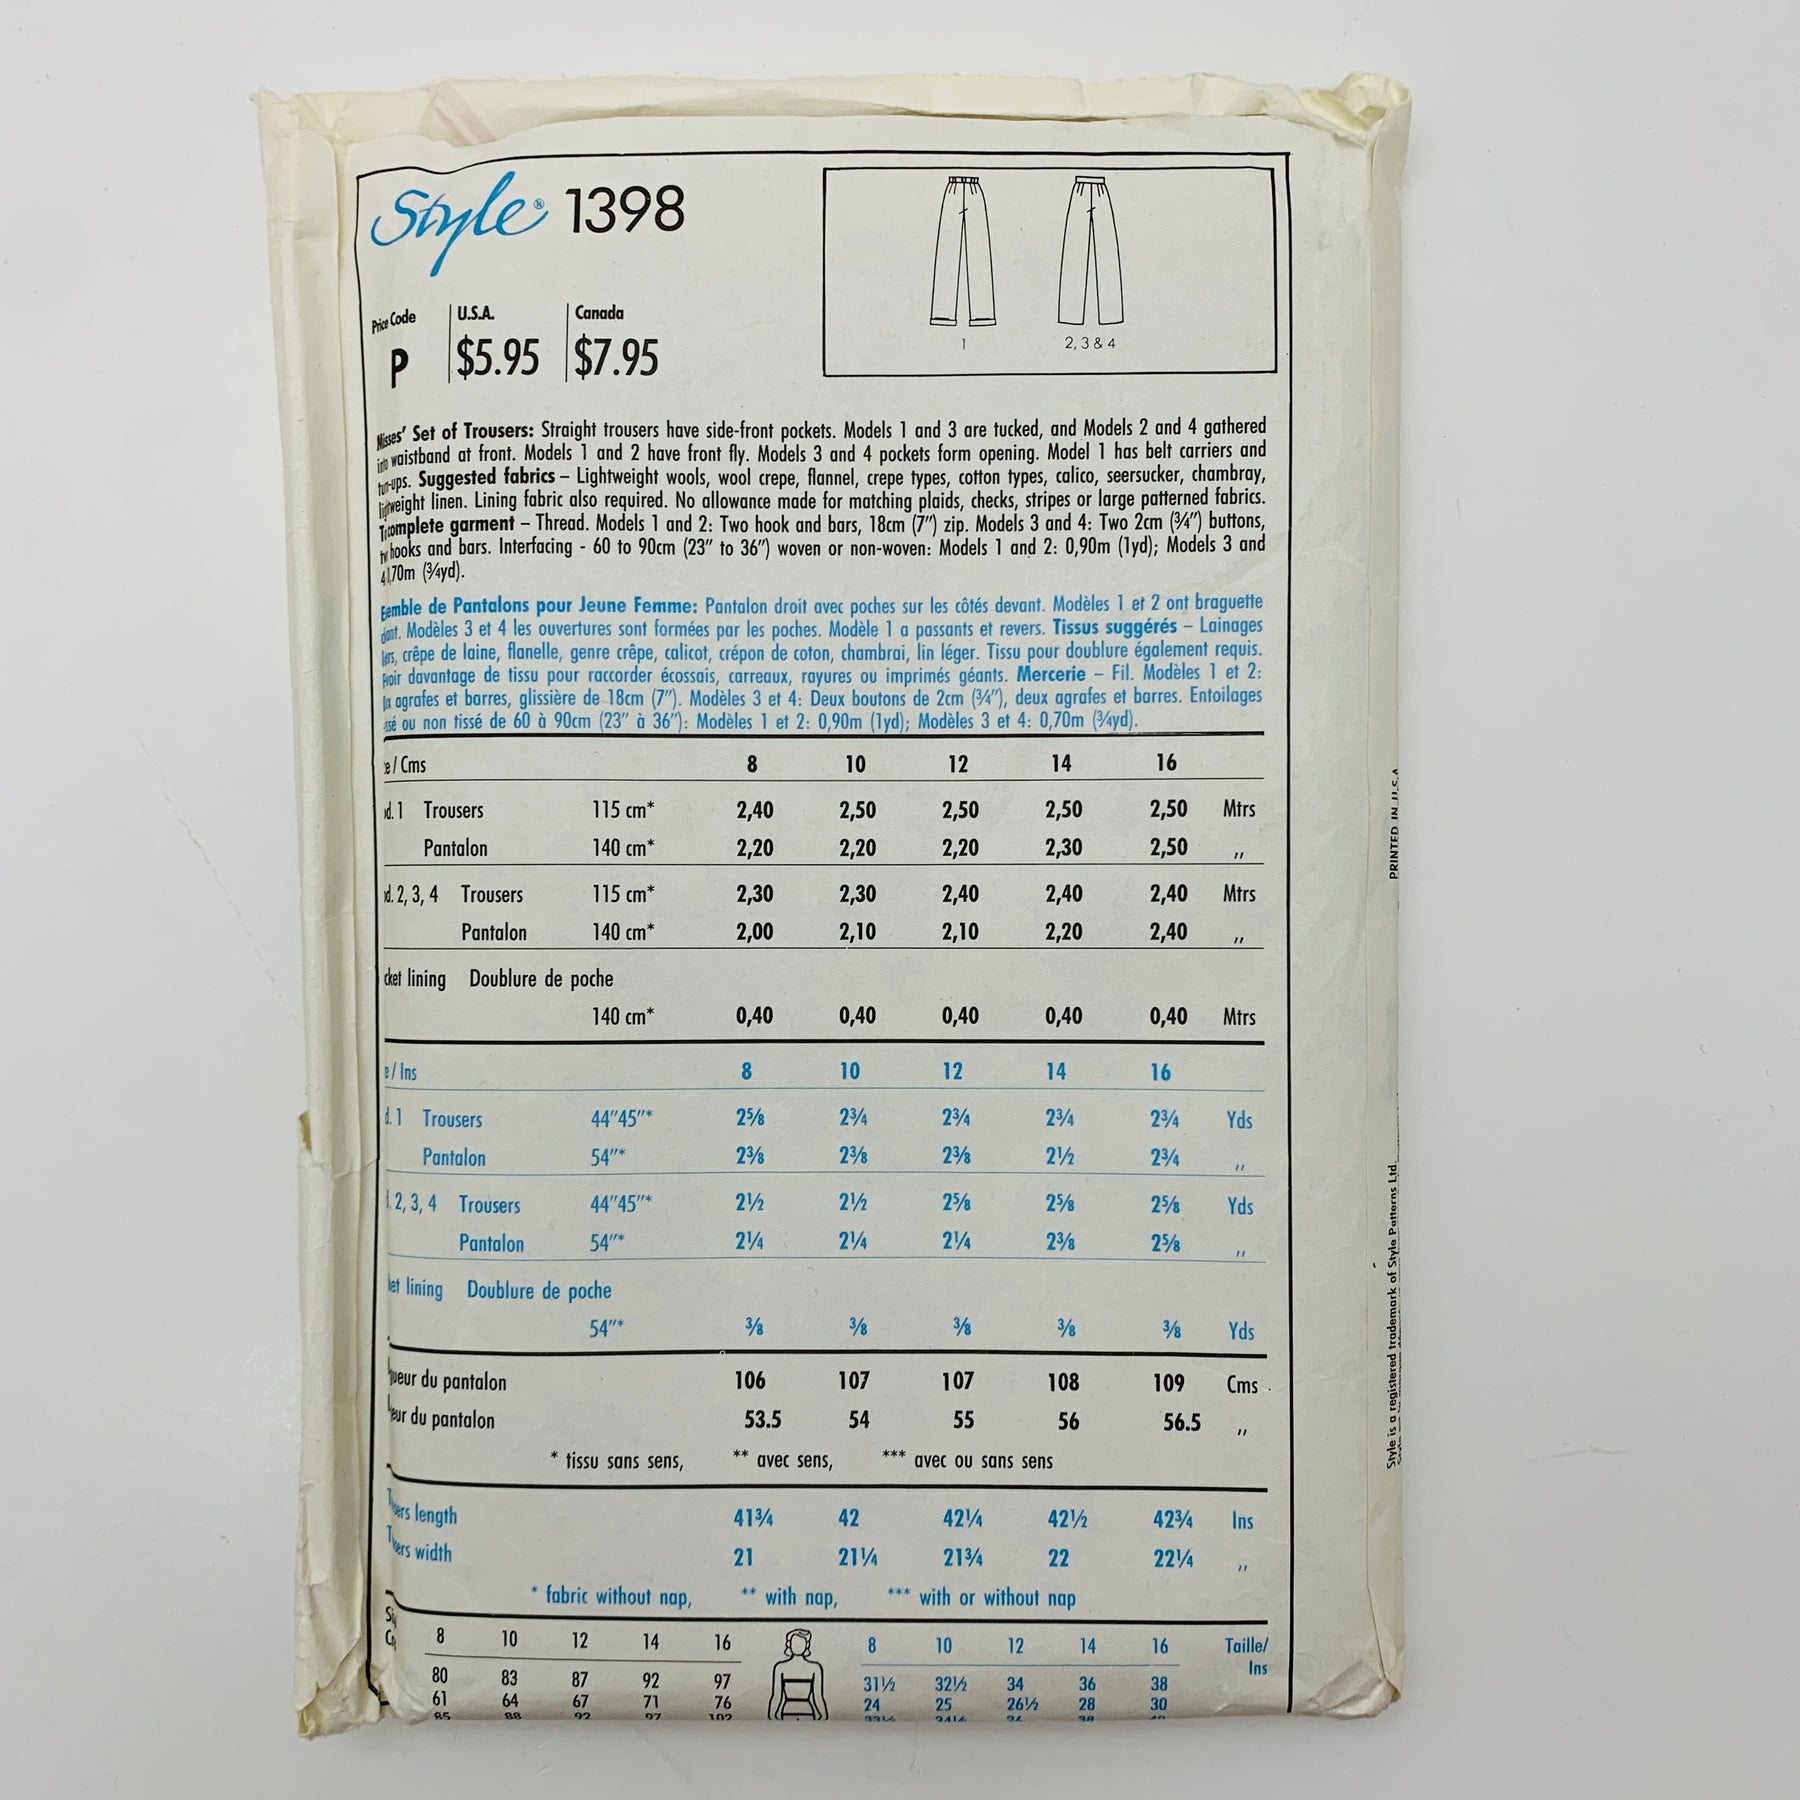 Style® 1398
Price Code U.S.A. Canada
P $5.95 $7.95
1 2, 3 & 4
Misses' Set of Trousers: Straight trousers have side-front pockets. Models 1 and 3 are tucked, and Models 2 and 4 gathered
into waistband at front. Models 1 and 2 have front fly. Models 3 and 4 pockets form opening. Model 1 has belt carriers and
turn-ups. Suggested fabrics – Lightweight wools, wool crepe, flannel, crepe types, cotton types, calico, seersucker, chambray,
lightweight linen. Lining fabric also required. No allowance made for matching plaids, checks, stripes or large patterned fabrics.
complete garment – Thread. Models 1 and 2: Two hook and bars, 18cm (7") zip. Models 3 and 4: Two 2cm (¾") buttons,
hooks and bars. Interfacing - 60 to 90cm (23" to 36") woven or non-woven: Models 1 and 2: 0,90m (1yd); Models 3 and
4 ,70m (¾yd).
de Pantalons pour Jeune Femme: Pantalon droit avec poches sur les côtés devant. Modèles 1 et 2 ont braguette
Modèles 3 et 4 les ouvertures sont formées par les poches. Modèle 1 a passants et revers. Tissus suggérés – Lainages
crêpe de laine, flanelle, genre crêpe, calicot, crépon de coton, chambrai, lin léger. Tissu pour doublure également requis.
davantage de tissu pour raccorder écossais, carreaux, rayures ou imprimés géants. Mercerie – Fil. Modèles 1 et 2:
agrafes et barres, glissière de 18cm (7"). Modèles 3 et 4: Deux boutons de 2cm (¾"), deux agrafes et barres. Entoilages
ou non tissé de 60 à 90cm (23" à 36"): Modèles 1 et 2: 0,90m (1yd); Modèles 3 et 4: 0,70m (¾yd).
e / Cms 8 10 12 14 16
d. 1 Trousers 115 cm* 2,40 2,50 2,50 2,50 2,50 Mtrs
Pantalon 140 cm* 2,20 2,20 2,20 2,30 2,50 ,,
d. 2, 3, 4 Trousers 115 cm* 2,30 2,30 2,40 2,40 2,40 Mtrs
Pantalon 140 cm* 2,00 2,10 2,10 2,20 2,40 ,,
cket lining Doublure de poche
140 cm* 0,40 0,40 0,40 0,40 0,40 Mtrs
e / Ins 8 10 12 14 16
d. 1 Trousers 44"45"* 2⅝ 2¾ 2¾ 2¾ 2¾ Yds
Pantalon 54"* 2⅜ 2⅜ 2⅜ 2½ 2¾ ,,
. 2, 3, 4 Trousers 44"45"* 2½ 2½ 2⅝ 2⅝ 2⅝ Yds
Pantalon 54"* 2¼ 2¼ 2¼ 2⅜ 2⅝ ,,
ket lining Doublure de poche
54"* ⅜ ⅜ ⅜ ⅜ ⅜ Yds
gueur du pantalon 106 107 107 108 109 Cms
geur du pantalon 53.5 54 55 56 56.5 ,,
* tissu sans sens, ** avec sens, *** avec ou sans sens
sers length 41¾ 42 42¼ 42½ 42¾ Ins
sers width 21 21¼ 21¾ 22 22¼ ,,
* fabric without nap, ** with nap, *** with or without nap
8 10 12 14 16 8 10 12 14 16 Taille/
Ins
80 83 87 92 97 31½ 32½ 34 36 38
61 64 67 71 76 24 25 26½ 28 30
85 88 92 97 102
PRINTED IN U.S.A.
Style is a registered trademark of Style Patterns Ltd.